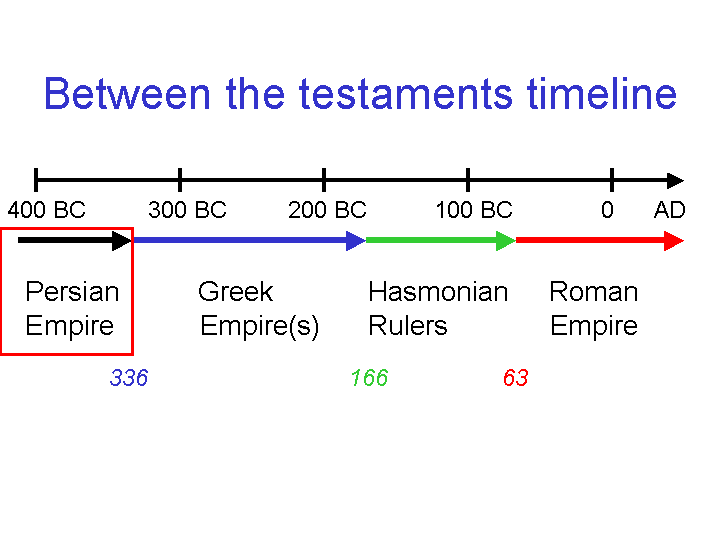 Between the testaments timeline
400 BC 300 BC 200 BC 100 BC 0 AD
Persian Greek Hasmonian Roman
Empire Empire(s) Rulers Empire
336 166 63